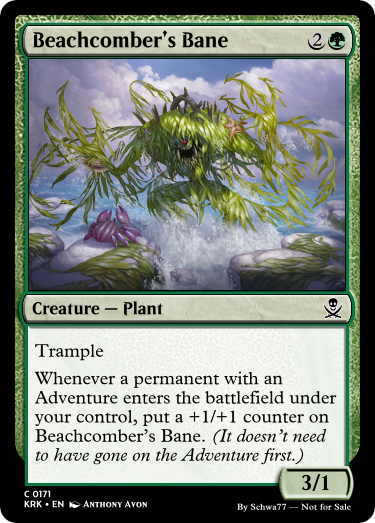 Beachcomber's Bane 2
Creature — Plant
Trample
Whenever a permanent with an
Adventure enters the battlefield under
your control, put a +1/+1 counter on
Beachcomber's Bane. (It doesn't need
to have gone on the Adventure first.)
3/1
C 0171
KRK • EN Anthony Avon
By Schwa77 — Not for Sale